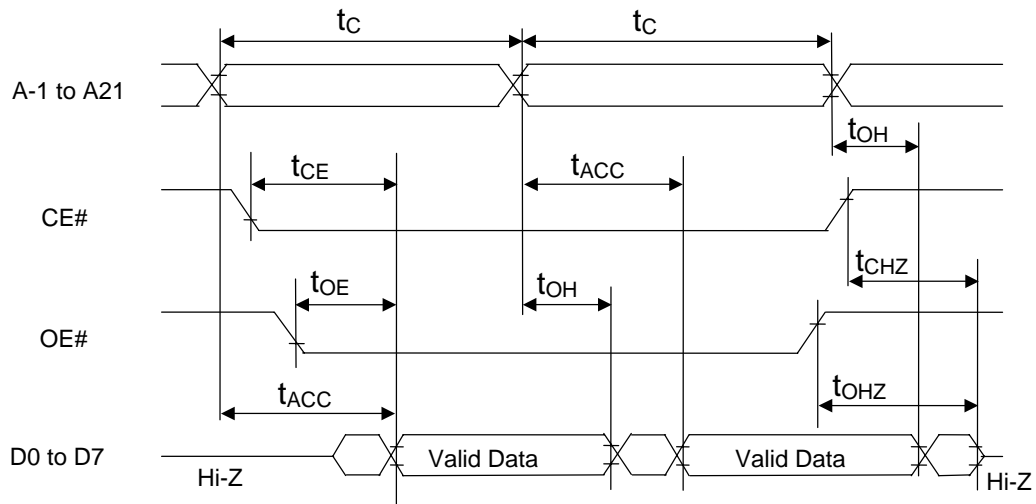 tC tC
A-1 to A21
tOH
tCE tACC
CE#
tCHZ
tOE tOH
OE#
tOHZ
tACC
D0 to D7 Valid Data Valid Data
Hi-Z Hi-Z